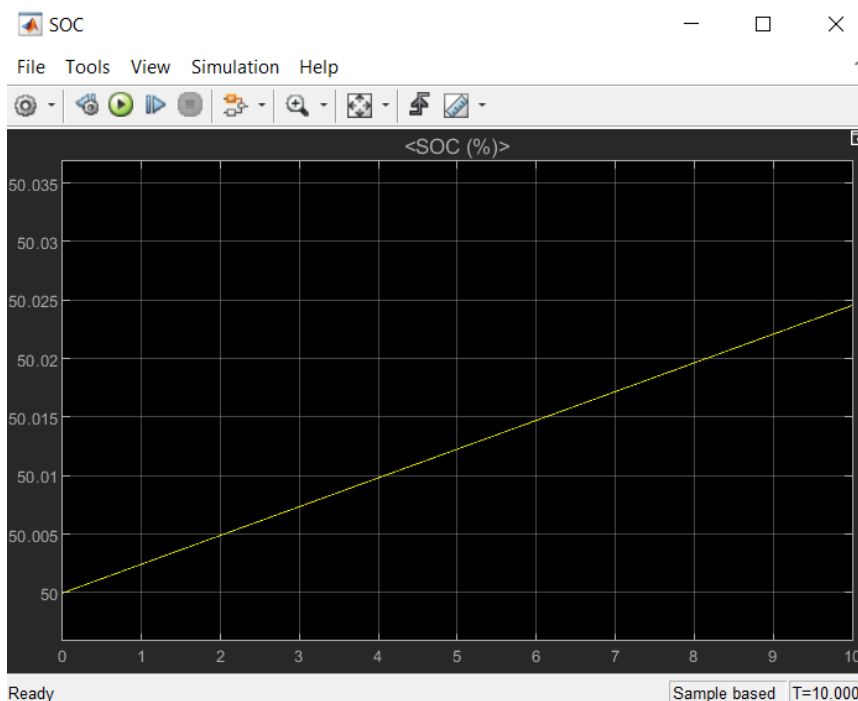 SOC
File Tools View Simulation Help
<SOC (%)>
50.035
50.03
50.025
50.02
50.015
50.01
50.005
50
0 1 2 3 4 5 6 7 8 9 10
Ready Sample based T=10.000